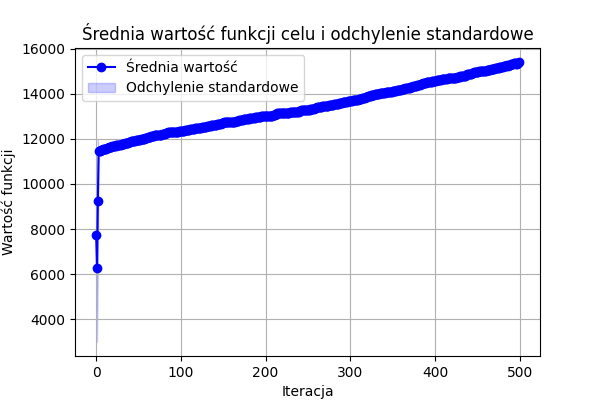 Średnia wartość funkcji celu i odchylenie standardowe
16000
14000
12000
10000
8000
6000
4000
Wartość funkcji
Średnia wartość
Odchylenie standardowe
0 100 200 300 400 500
Iteracja